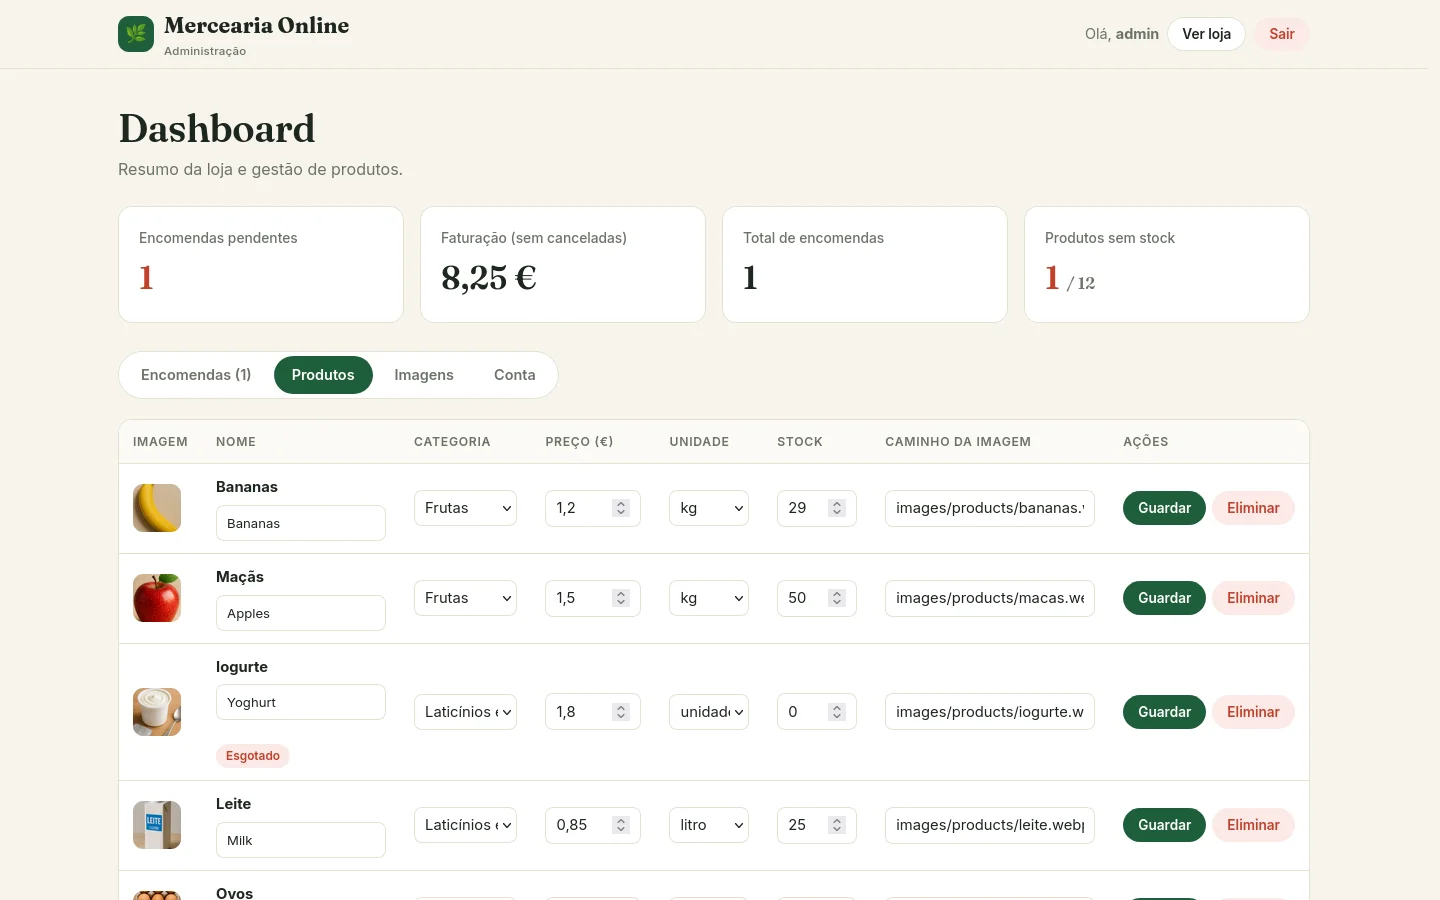 Mercearia Online
Administração
Olá, admin
Ver loja
Sair
Dashboard
Resumo da loja e gestão de produtos.
Encomendas pendentes
1
Faturação (sem canceladas)
8,25 €
Total de encomendas
1
Produtos sem stock
1 / 12
Encomendas (1)
Produtos
Imagens
Conta
IMAGEM NOME CATEGORIA PREÇO (€) UNIDADE STOCK CAMINHO DA IMAGEM AÇÕES
Bananas
Bananas Frutas 1,2 kg 29 images/products/bananas. Guardar Eliminar
Maçãs
Apples Frutas 1,5 kg 50 images/products/macas.we Guardar Eliminar
Iogurte
Yoghurt Laticínios e 1,8 unidad 0 images/products/iogurte.w Guardar Eliminar
Esgotado
LEITE
Leite
Milk Laticínios e 0,85 litro 25 images/products/leite.web Guardar Eliminar
Ovos